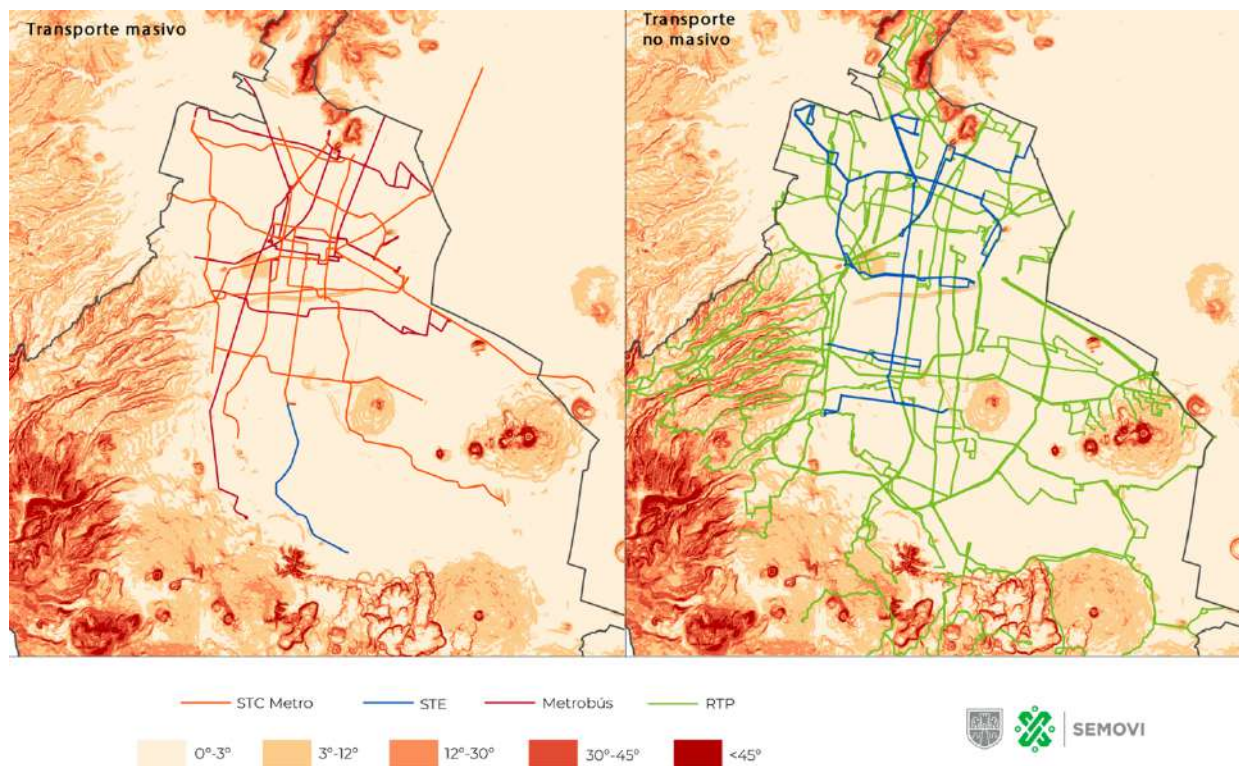 Transporte masivo
Transporte
no masivo
STC Metro
STE
Metrobús
RTP
0°-3°
3°-12°
12°-30°
30°-45°
<45°
SEMOVI